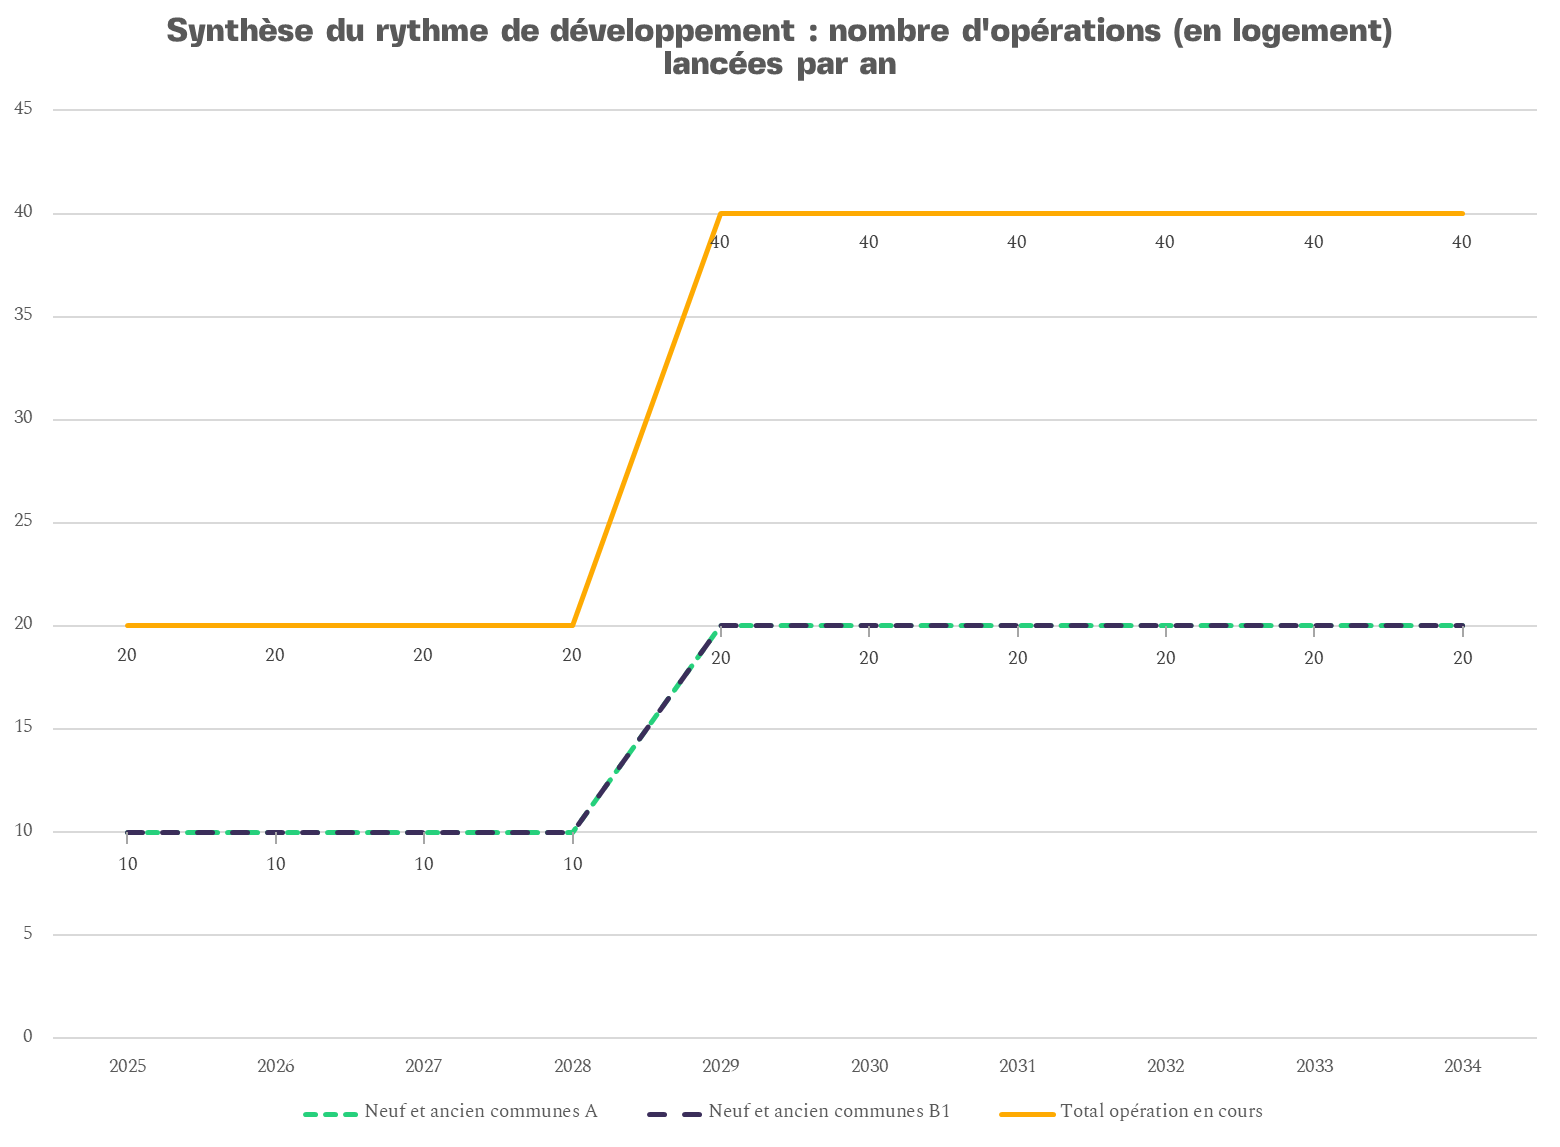 Synthèse du rythme de développement : nombre d'opérations (en logement)
lancées par an
45
40
40 40 40 40 40 40
35
30
25
20
20 20 20 20 20 20 20 20 20 20
15
10
10 10 10 10
5
0
2025 2026 2027 2028 2029 2030 2031 2032 2033 2034
Neuf et ancien communes A Neuf et ancien communes B1 Total opération en cours